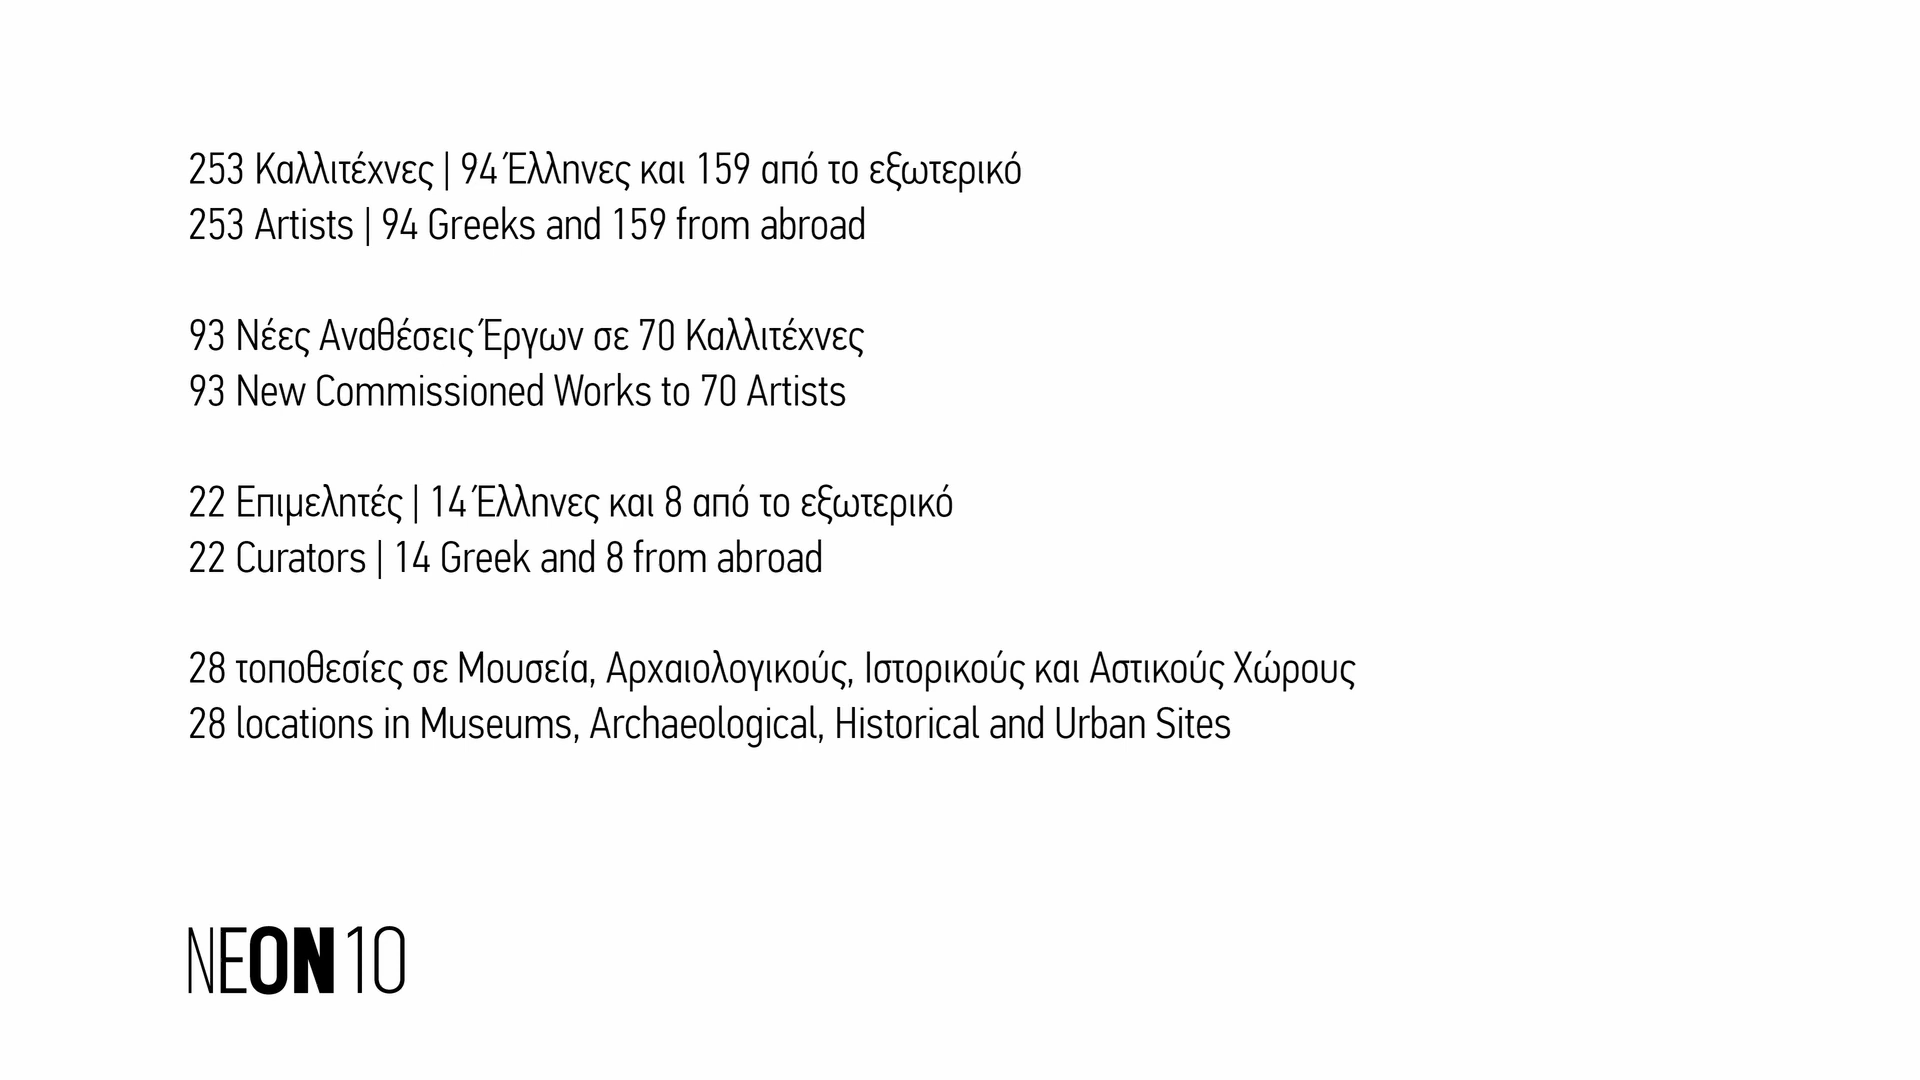 253 Καλλιτέχνες | 94 Έλληνες και 159 από το εξωτερικό
253 Artists | 94 Greeks and 159 from abroad
93 Νέες Αναθέσεις Έργων σε 70 Καλλιτέχνες
93 New Commissioned Works to 70 Artists
22 Επιμελητές | 14 Έλληνες και 8 από το εξωτερικό
22 Curators | 14 Greek and 8 from abroad
28 τοποθεσίες σε Μουσεία, Αρχαιολογικούς, Ιστορικούς και Αστικούς Χώρους
28 locations in Museums, Archaeological, Historical and Urban Sites
NEON10